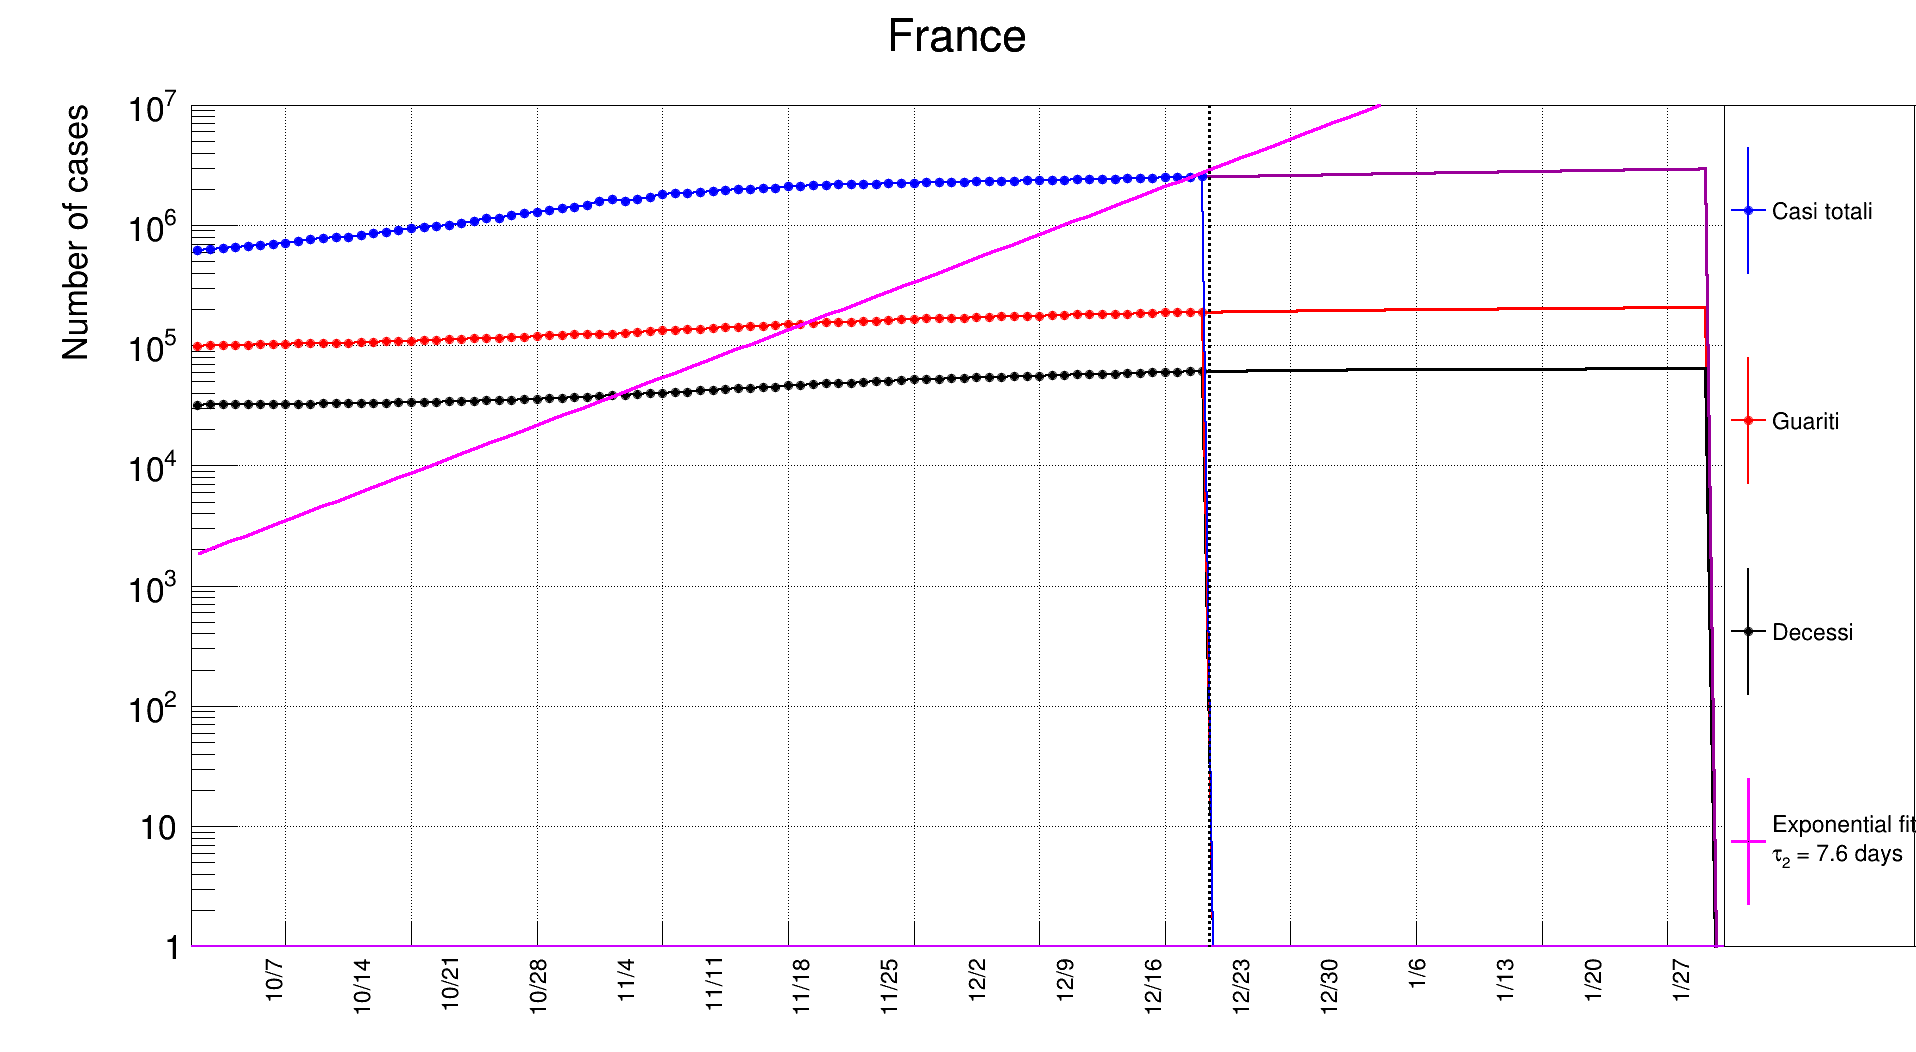 France
Number of cases
10^7
10^6
10^5
10^4
10^3
10^2
10
1
10/7 10/14 10/21 10/28 11/4 11/11 11/18 11/25 12/2 12/9 12/16 12/23 12/30 1/6 1/13 1/20 1/27
Casi totali
Guariti
Decessi
Exponential fit
τ₂ = 7.6 days